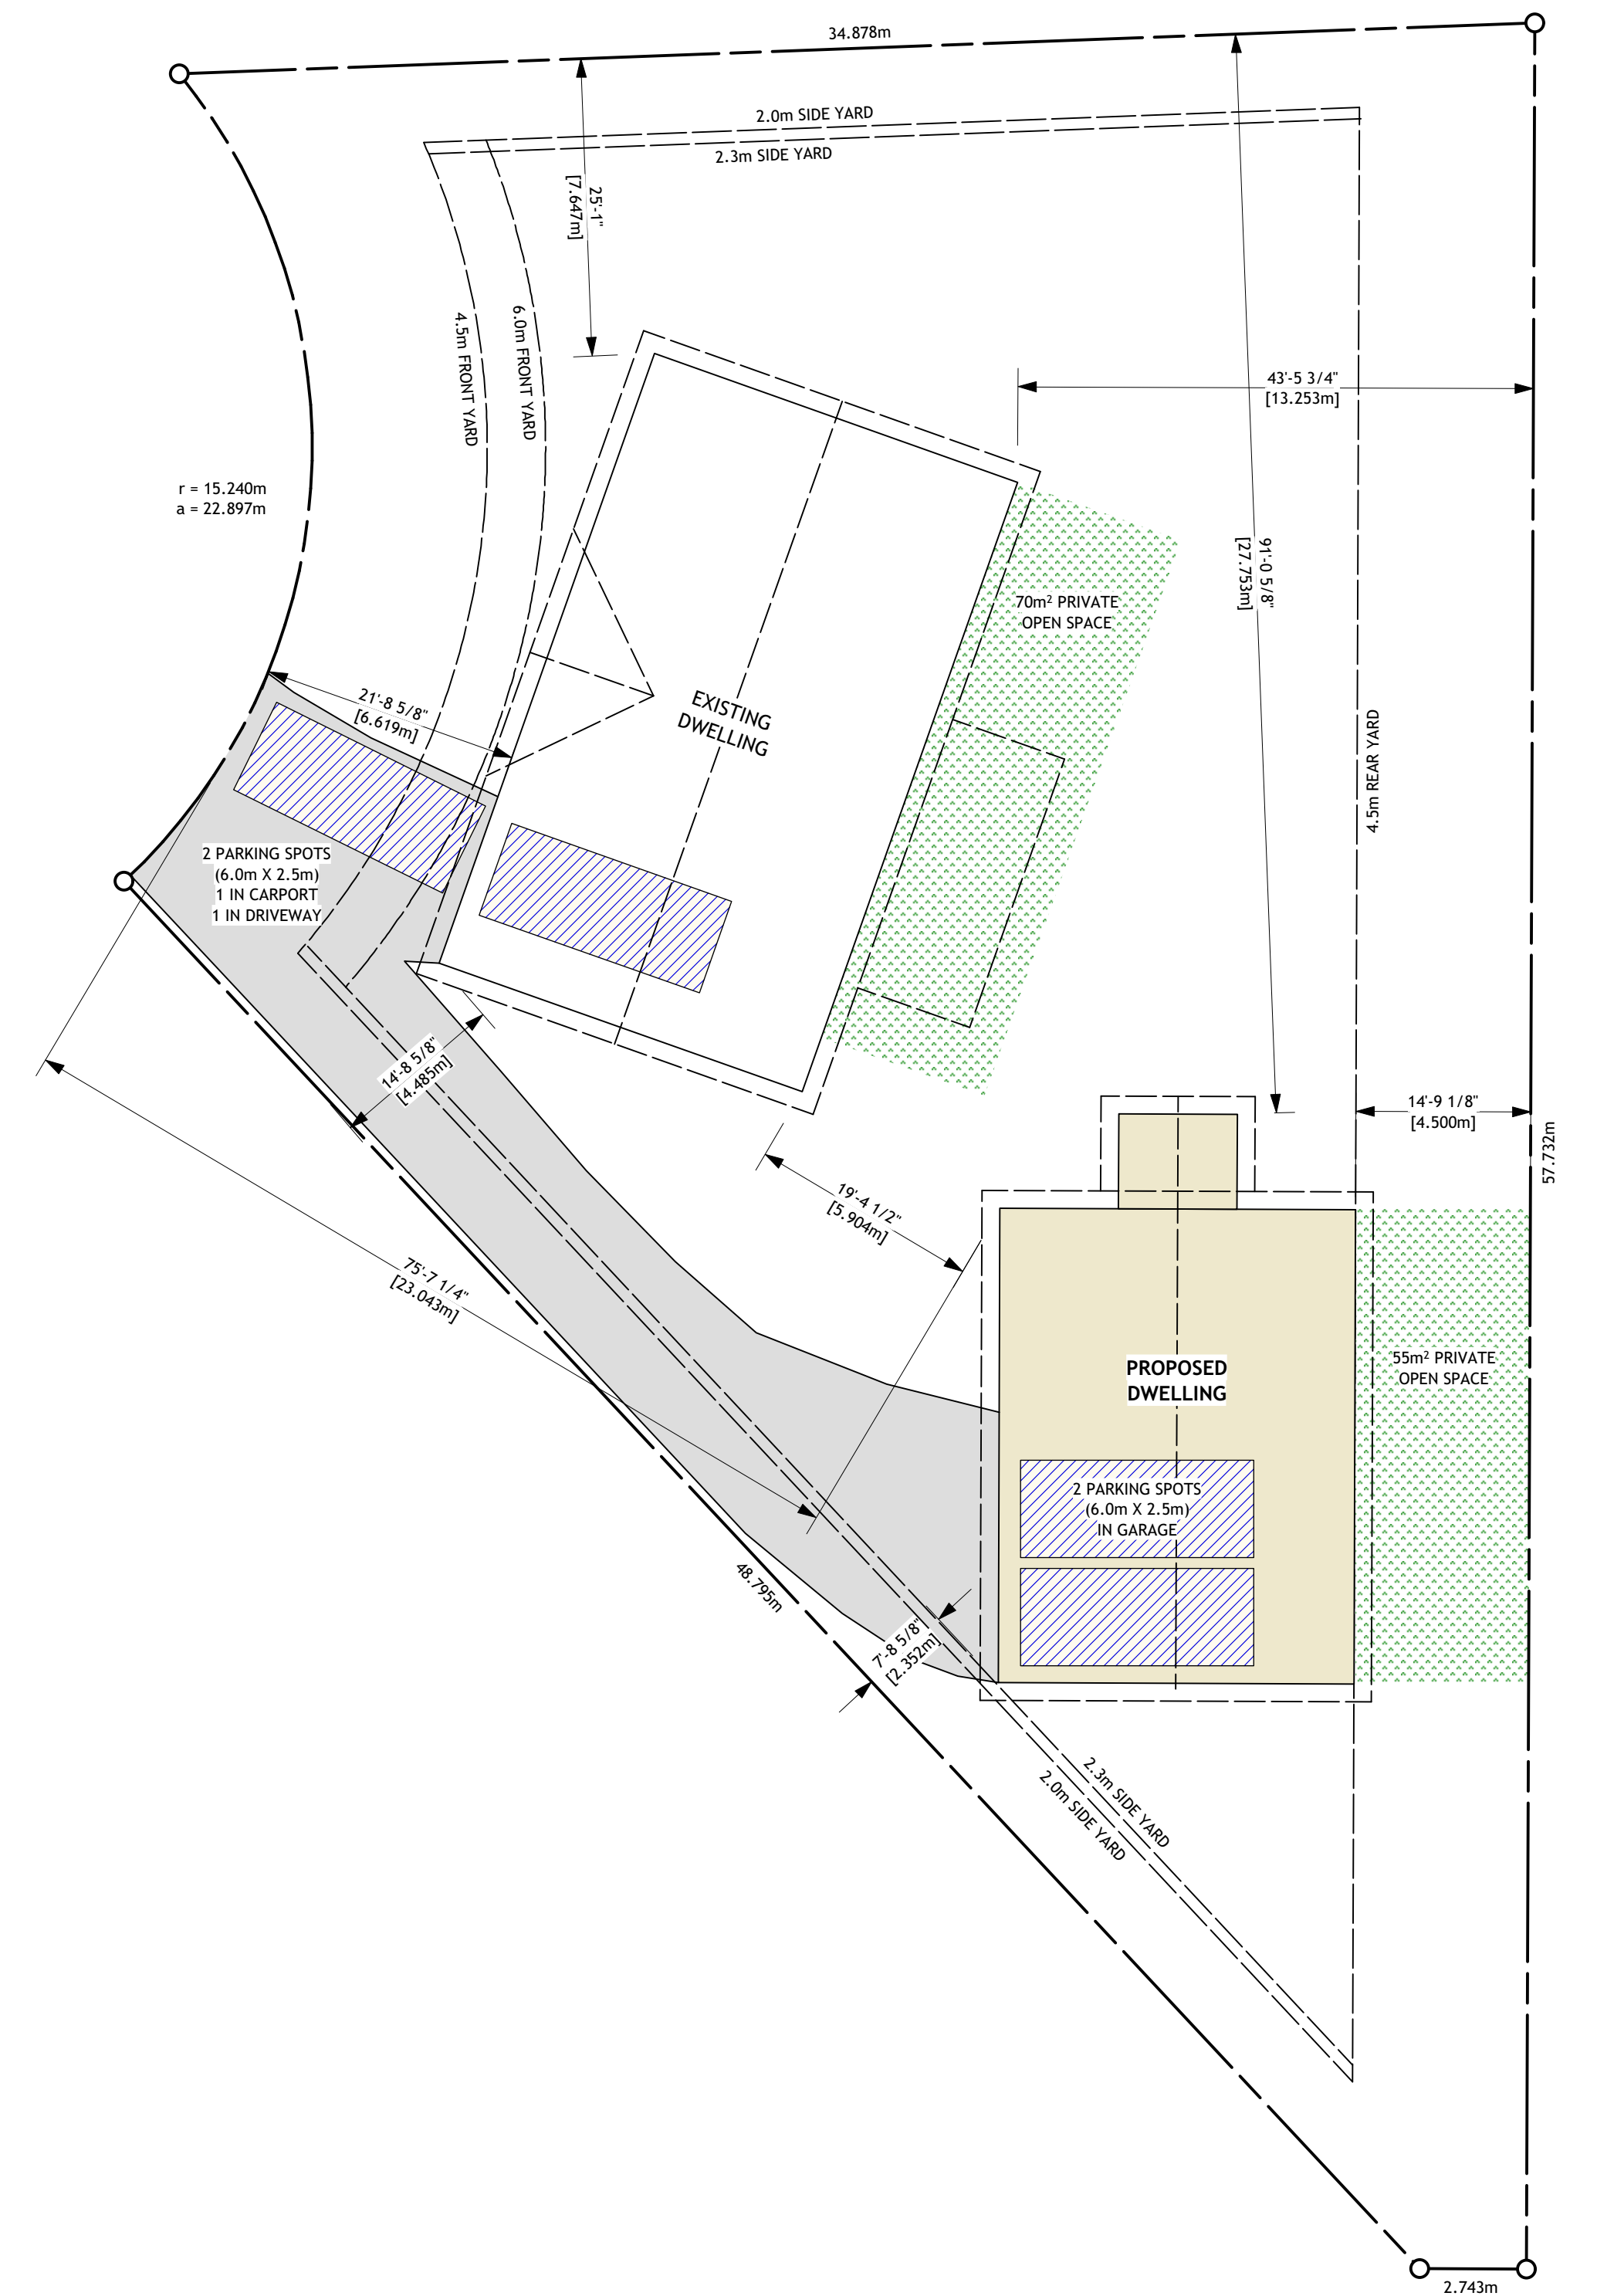 34.878m
2.0m SIDE YARD
2.3m SIDE YARD
25'-1"
[7.647m]
4.5m FRONT YARD
6.0m FRONT YARD
43'-5 3/4"
[13.253m]
r = 15.240m
a = 22.897m
91'-0 5/8"
[27.753m]
70m² PRIVATE
OPEN SPACE
21'-8 5/8"
[6.619m]
EXISTING
DWELLING
4.5m REAR YARD
2 PARKING SPOTS
(6.0m X 2.5m)
1 IN CARPORT
1 IN DRIVEWAY
14'-8 5/8"
[4.485m]
14'-9 1/8"
[4.500m]
57.732m
19'-4 1/2"
[5.904m]
75'-7 1/4"
[23.043m]
PROPOSED
DWELLING
55m² PRIVATE
OPEN SPACE
2 PARKING SPOTS
(6.0m X 2.5m)
IN GARAGE
48.795m
7'-8 5/8"
[2.352m]
2.3m SIDE YARD
2.0m SIDE YARD
2.743m